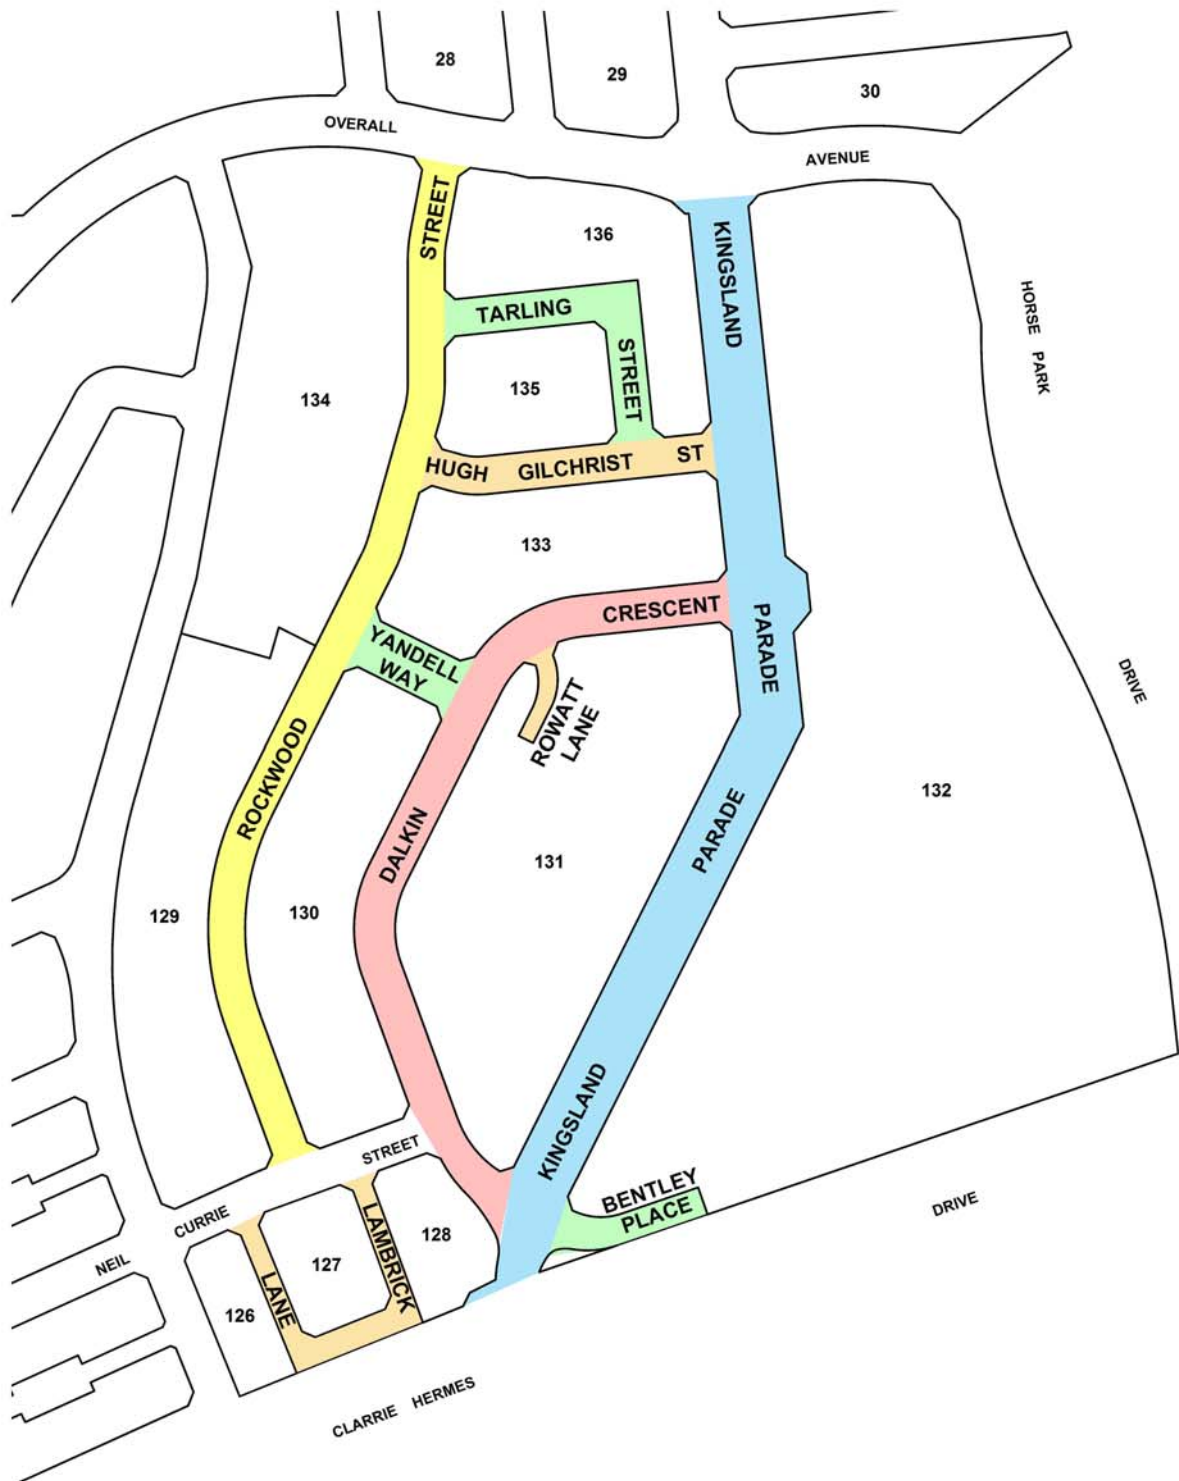 28
29
30
OVERALL
AVENUE
STREET
136
KINGSLAND
TARLING
STREET
HORSE PARK
135
134
HUGH GILCHRIST ST
133
CRESCENT
PARADE
YANDELL
WAY
ROWATT
LANE
DRIVE
ROCKWOOD
132
DALKIN
PARADE
131
129
130
KINGSLAND
STREET
BENTLEY
PLACE
DRIVE
CURRIE
LAMBRICK
128
NEIL
127
LANE
126
CLARRIE HERMES